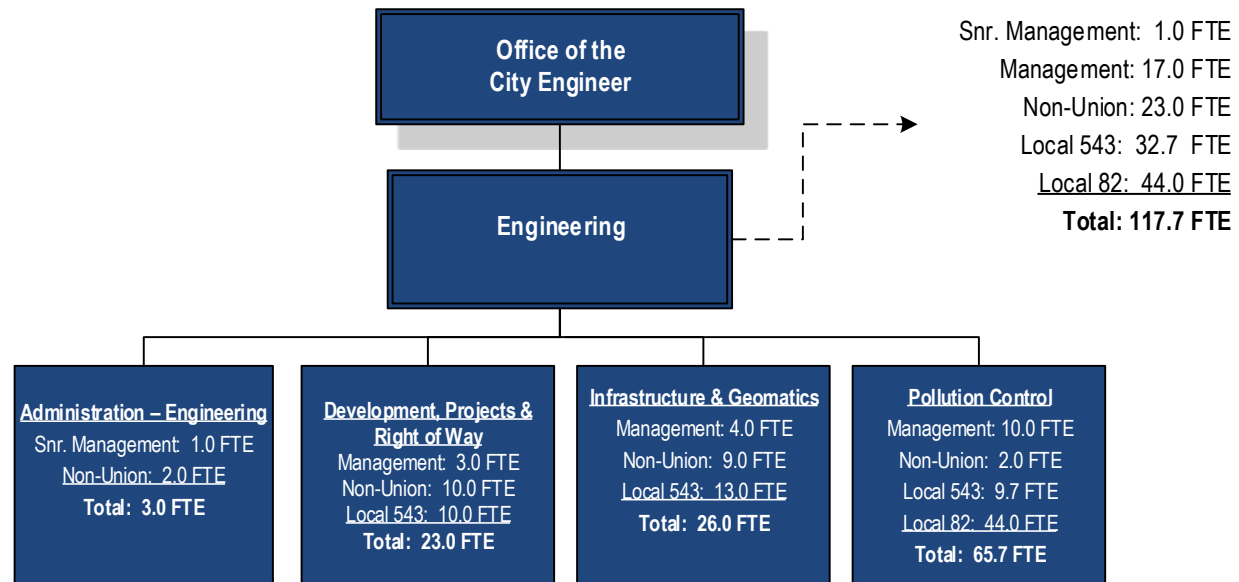 Office of the
City Engineer
Snr. Management: 1.0 FTE
Management: 17.0 FTE
Non-Union: 23.0 FTE
Local 543: 32.7 FTE
Local 82: 44.0 FTE
Total: 117.7 FTE
Engineering
Administration – Engineering
Snr. Management: 1.0 FTE
Non-Union: 2.0 FTE
Total: 3.0 FTE
Development, Projects &
Right of Way
Management: 3.0 FTE
Non-Union: 10.0 FTE
Local 543: 10.0 FTE
Total: 23.0 FTE
Infrastructure & Geomatics
Management: 4.0 FTE
Non-Union: 9.0 FTE
Local 543: 13.0 FTE
Total: 26.0 FTE
Pollution Control
Management: 10.0 FTE
Non-Union: 2.0 FTE
Local 543: 9.7 FTE
Local 82: 44.0 FTE
Total: 65.7 FTE